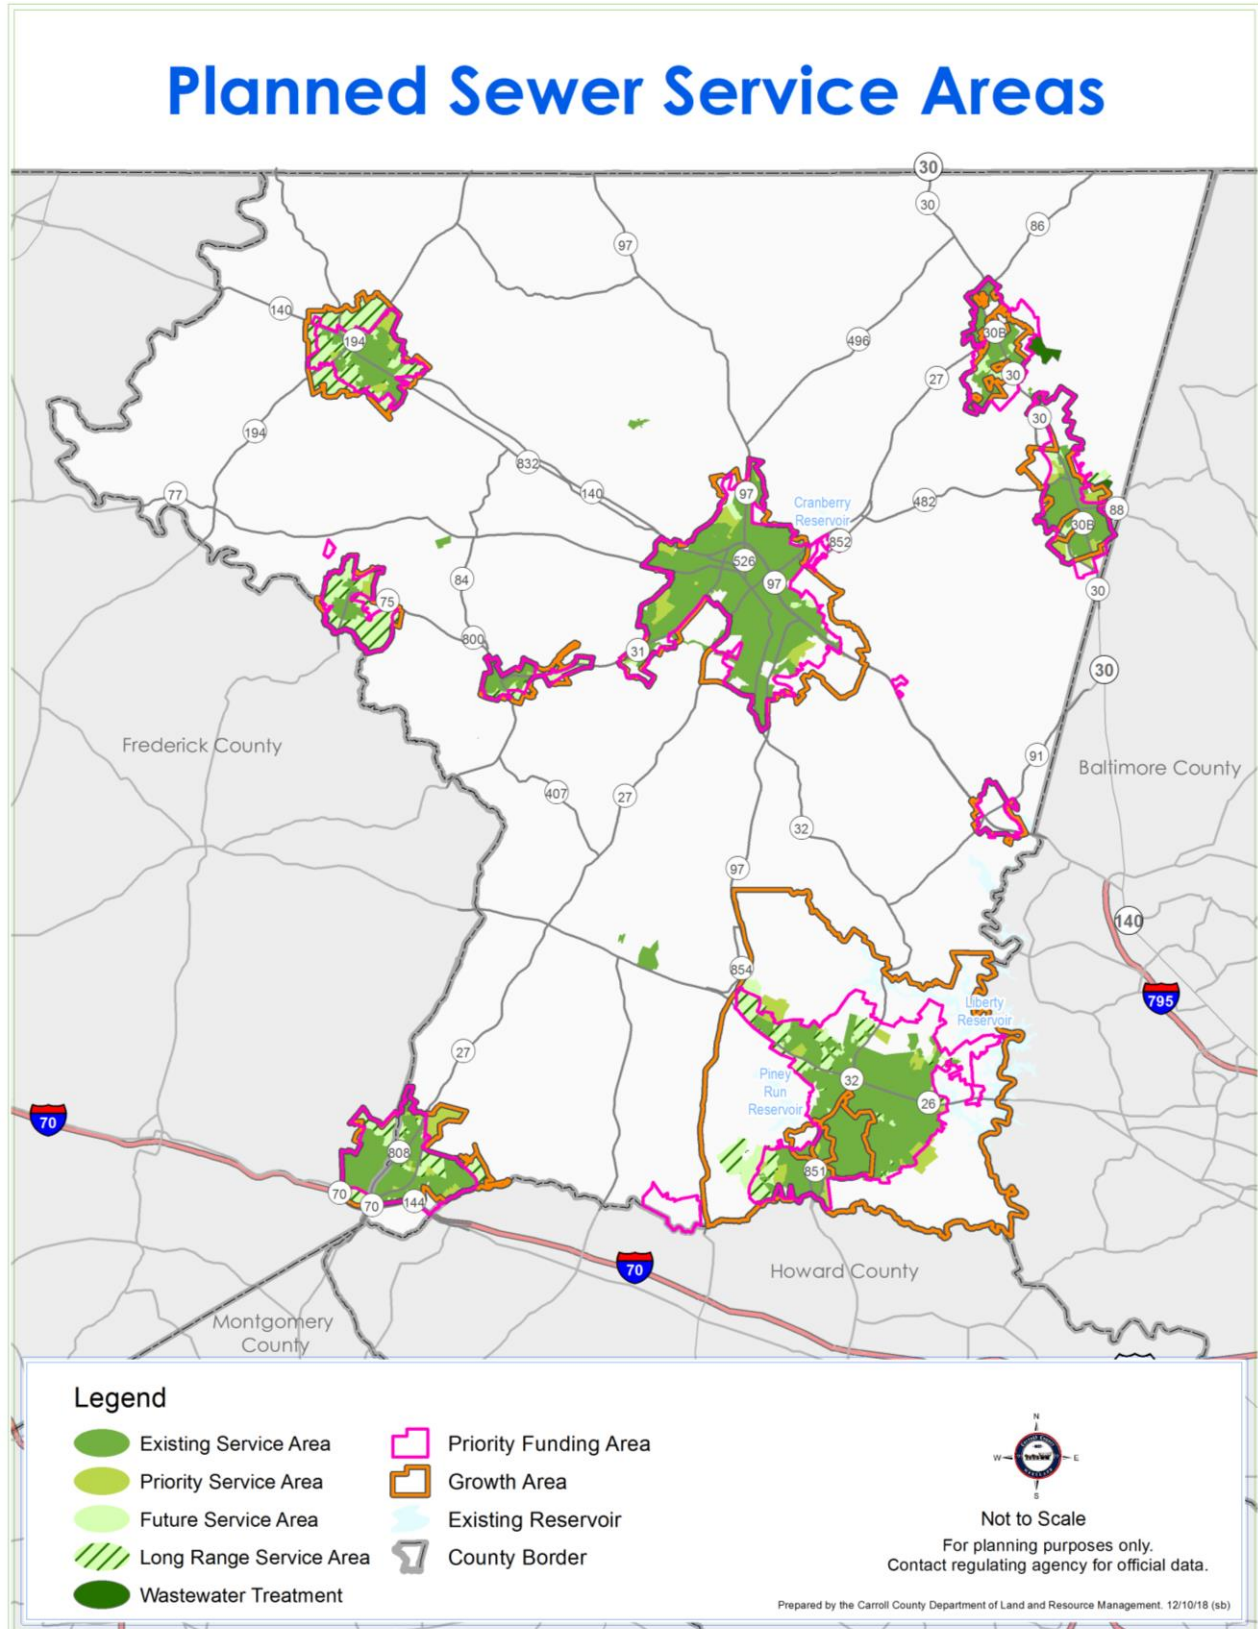 Planned Sewer Service Areas
30
30
86
97
140
496
194
30B
27
30
30
194
832
97
140
77
Cranberry
Reservoir
482
88
852
30B
526
97
84
75
30
800
31
30
Frederick County
91
Baltimore County
407
27
32
97
140
854
795
Liberty
Reservoir
27
Piney
Run
Reservoir
32
26
70
808
851
70
70
144
70
Howard County
Montgomery
County
Legend
Existing Service Area
Priority Service Area
Future Service Area
Long Range Service Area
Wastewater Treatment
Priority Funding Area
Growth Area
Existing Reservoir
County Border
N
W
E
S
Not to Scale
For planning purposes only.
Contact regulating agency for official data.
Prepared by the Carroll County Department of Land and Resource Management. 12/10/18 (sb)